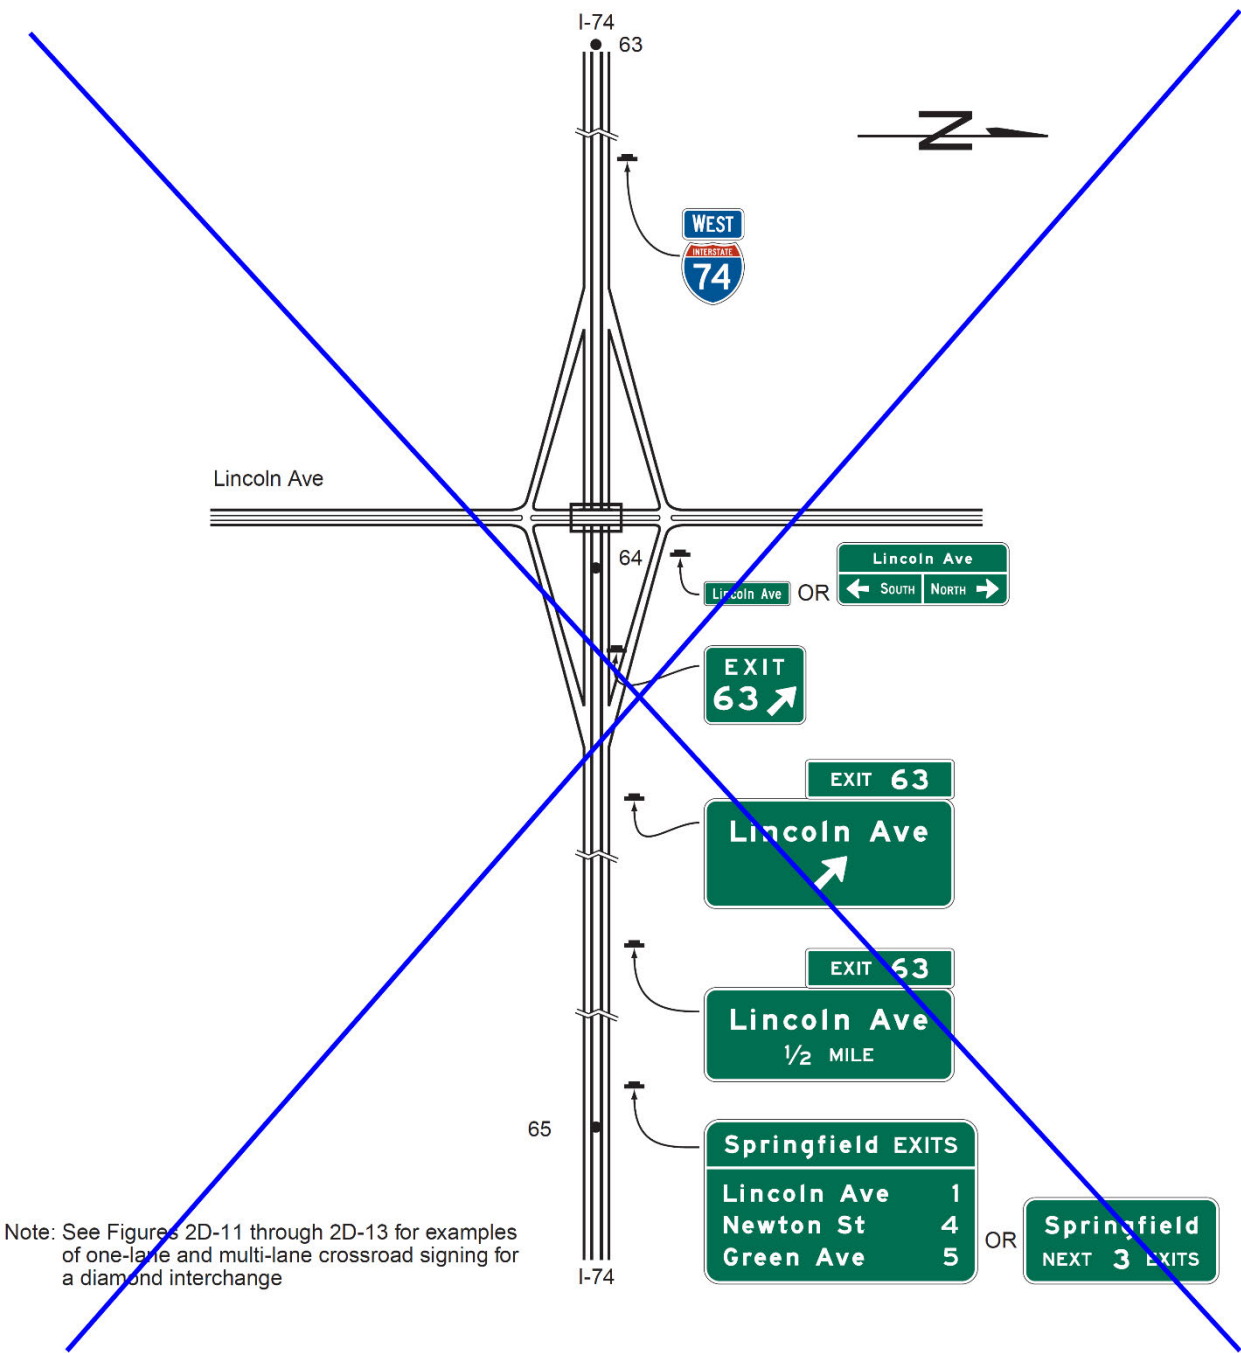 I-74
63
N
WEST
INTERSTATE
74
Lincoln Ave
64
Lincoln Ave
OR
Lincoln Ave
SOUTH NORTH
EXIT
63
EXIT 63
Lincoln Ave
EXIT 63
Lincoln Ave
1/2 MILE
65
Springfield EXITS
Lincoln Ave 1
Newton St 4
Green Ave 5
OR
Springfield
NEXT 3 EXITS
Note: See Figures 2D-11 through 2D-13 for examples
of one-lane and multi-lane crossroad signing for
a diamond interchange
I-74